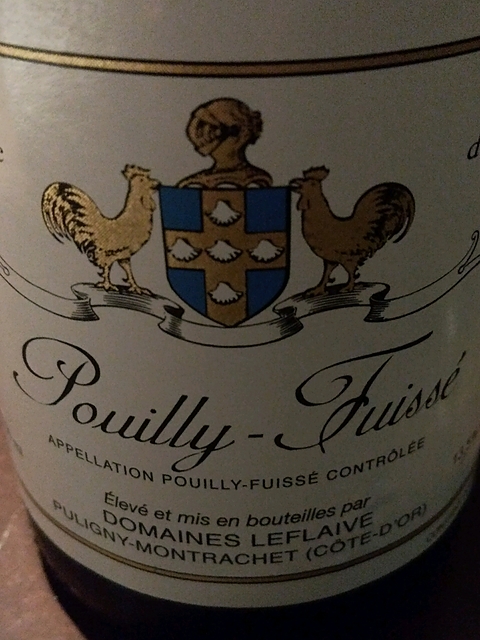 Pouilly-Fuissé
APPELLATION POUILLY-FUISSÉ CONTRÔLÉE
Élevé et mis en bouteilles par
DOMAINES LEFLAIVE
PULIGNY-MONTRACHET (CÔTE-D'OR)